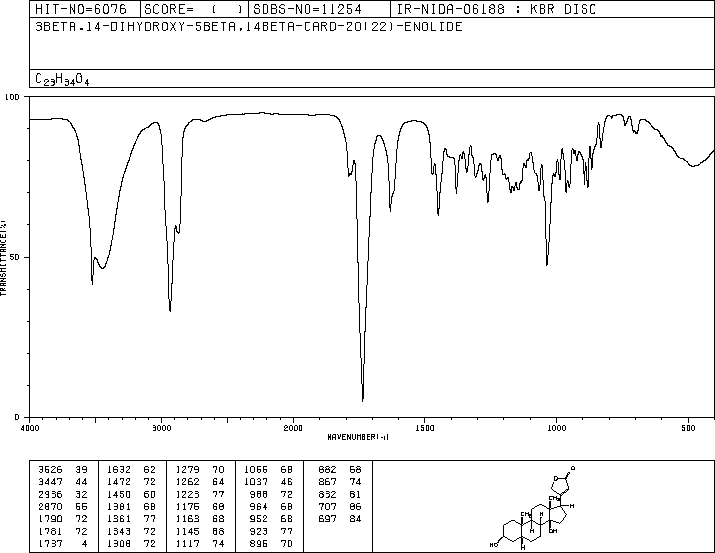 HIT-NO=6076 SCORE= ( ) SDBS-NO=11254 IR-NIDA-06188 : KBR DISC
3BETA,14-DIHYDROXY-5BETA,14BETA-CARD-20(22)-ENOLIDE
C23H34O4
100
50
0
TRANSMITTANCE(%)
4000 3000 2000 1500 1000 500
WAVENUMBER(-1)
3526 39 1632 62 1279 70 1066 68 882 68
3447 44 1472 72 1262 64 1037 46 867 74
2936 32 1450 60 1223 77 988 72 832 81
2870 55 1381 68 1176 68 964 68 707 86
1790 72 1361 77 1163 68 952 68 697 84
1781 72 1343 72 1145 68 923 77
1737 4 1308 72 1117 74 896 70
O
O
CH3
CH3
H
H
H
H
OH
HO